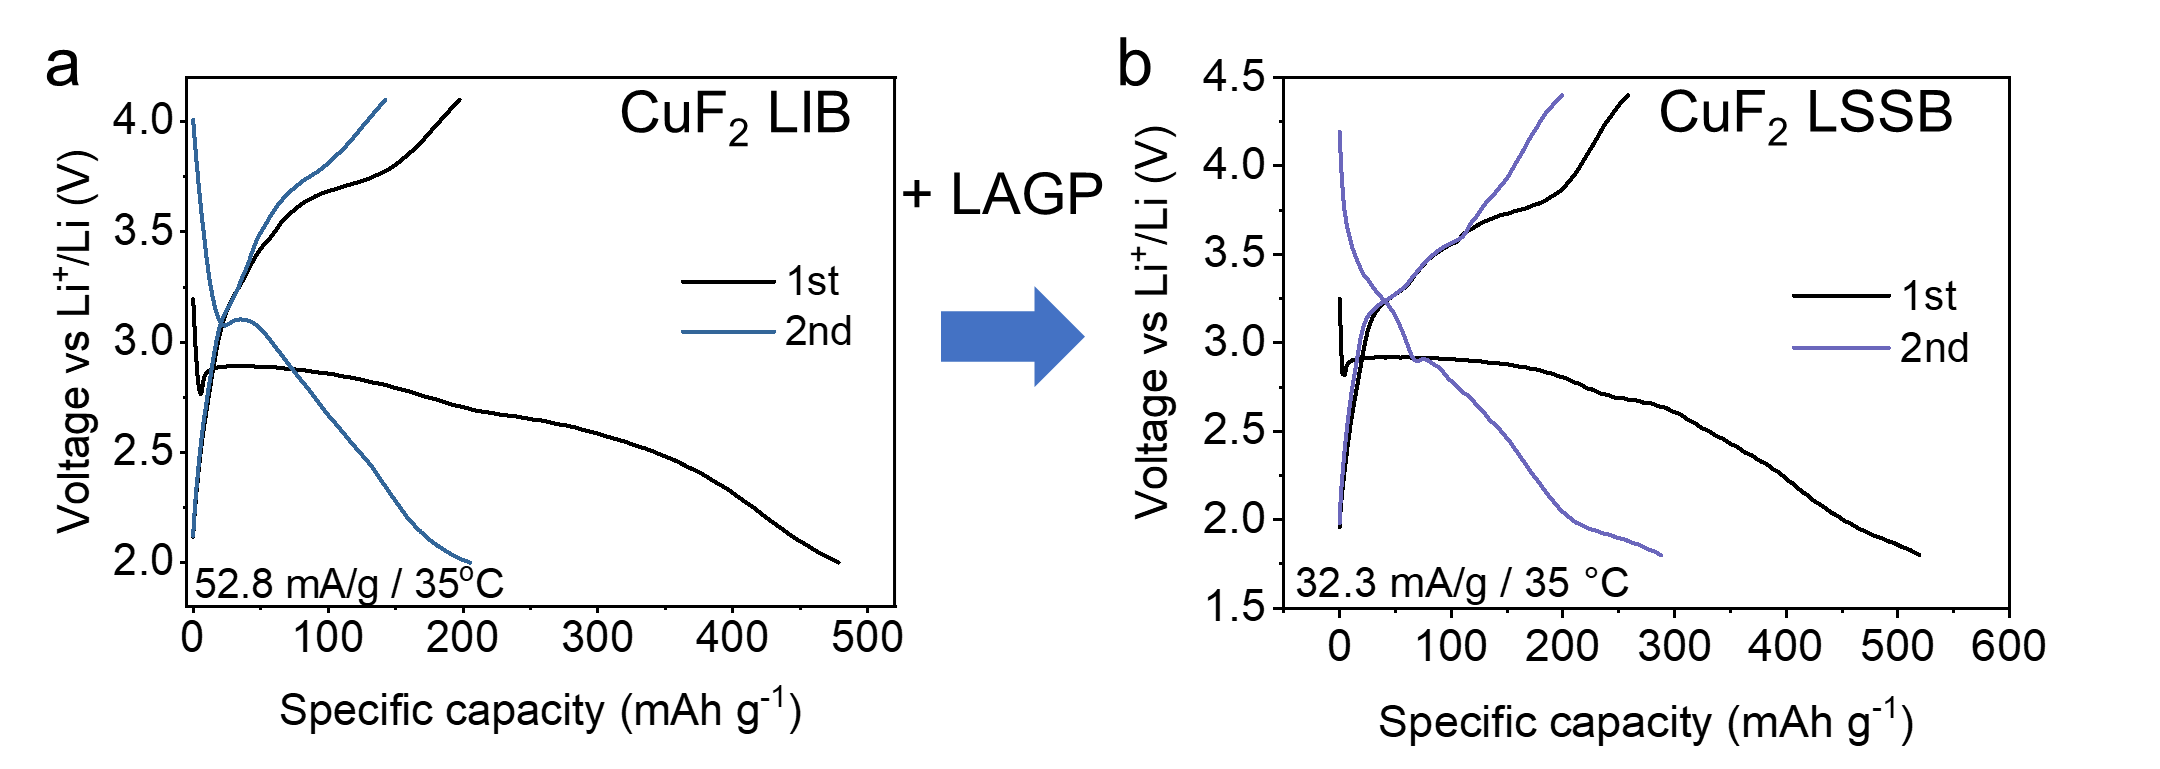 a
CuF₂ LIB
4.0
3.5
3.0
2.5
2.0
Voltage vs Li⁺/Li (V)
1st
2nd
52.8 mA/g / 35°C
0 100 200 300 400 500
Specific capacity (mAh g⁻¹)
+ LAGP
b
CuF₂ LSSB
4.5
4.0
3.5
3.0
2.5
2.0
1.5
Voltage vs Li⁺/Li (V)
1st
2nd
32.3 mA/g / 35 °C
0 100 200 300 400 500 600
Specific capacity (mAh g⁻¹)